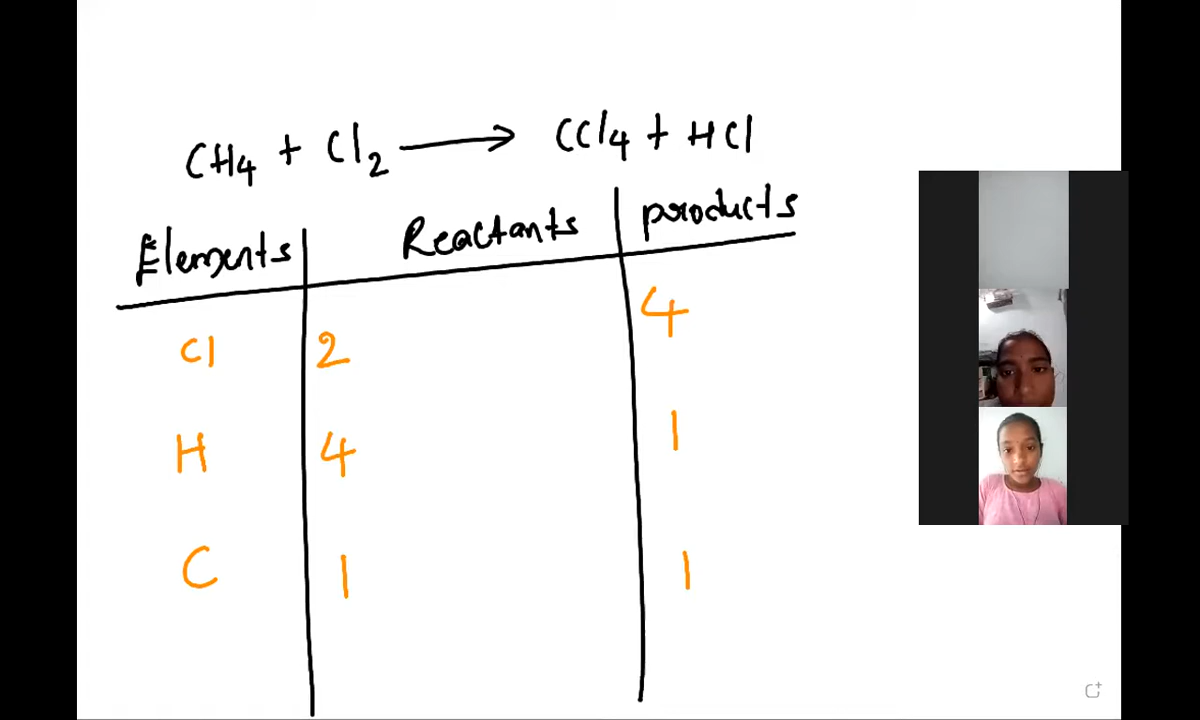 CH4 + Cl2 ⟶ CCl4 + HCl
Elements Reactants products
Cl 2 4
H 4 1
C 1 1